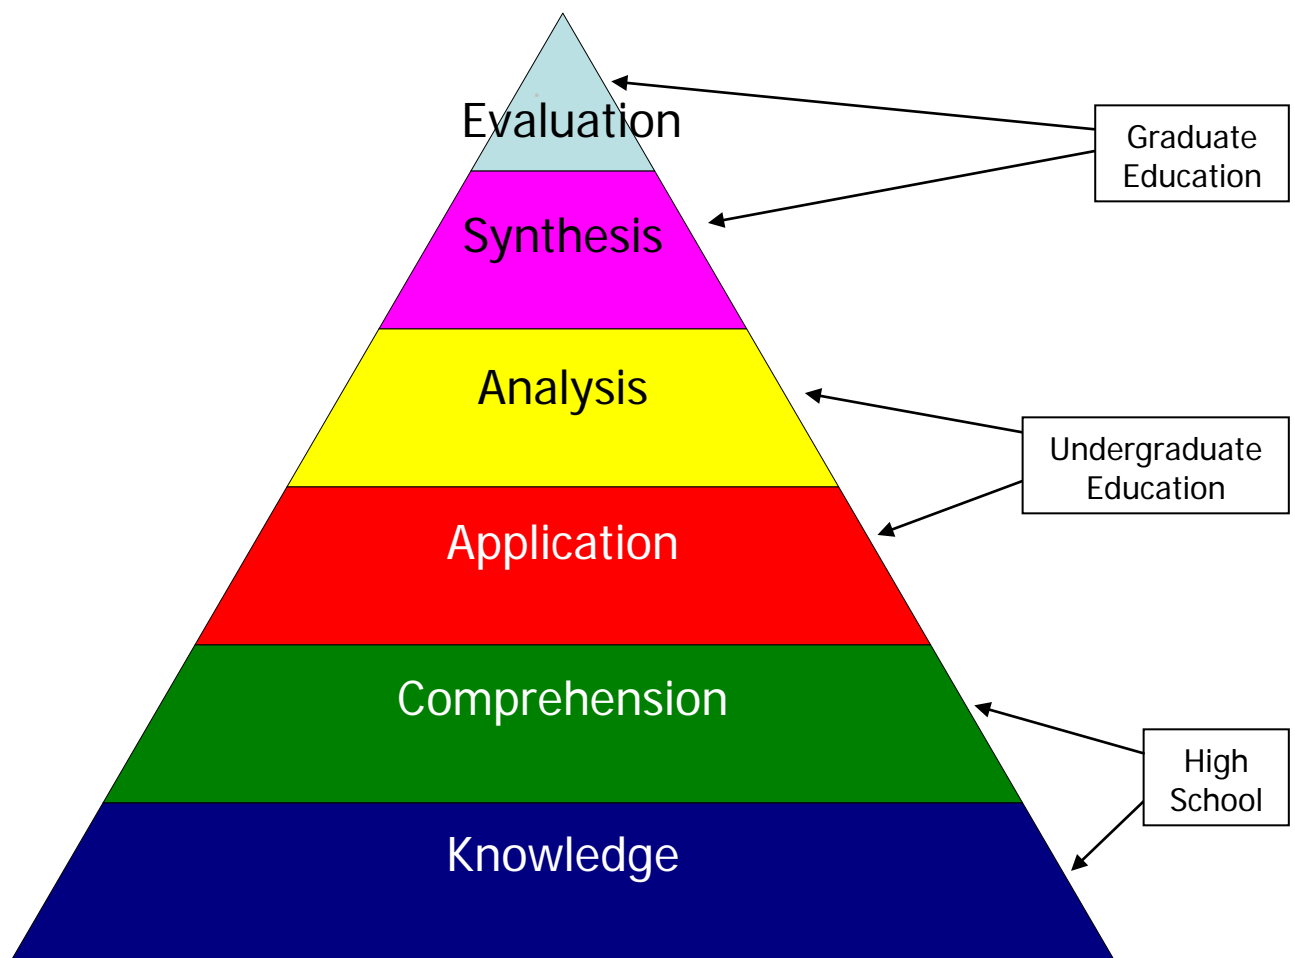 Evaluation
Graduate
Education
Synthesis
Analysis
Undergraduate
Education
Application
Comprehension
High
School
Knowledge